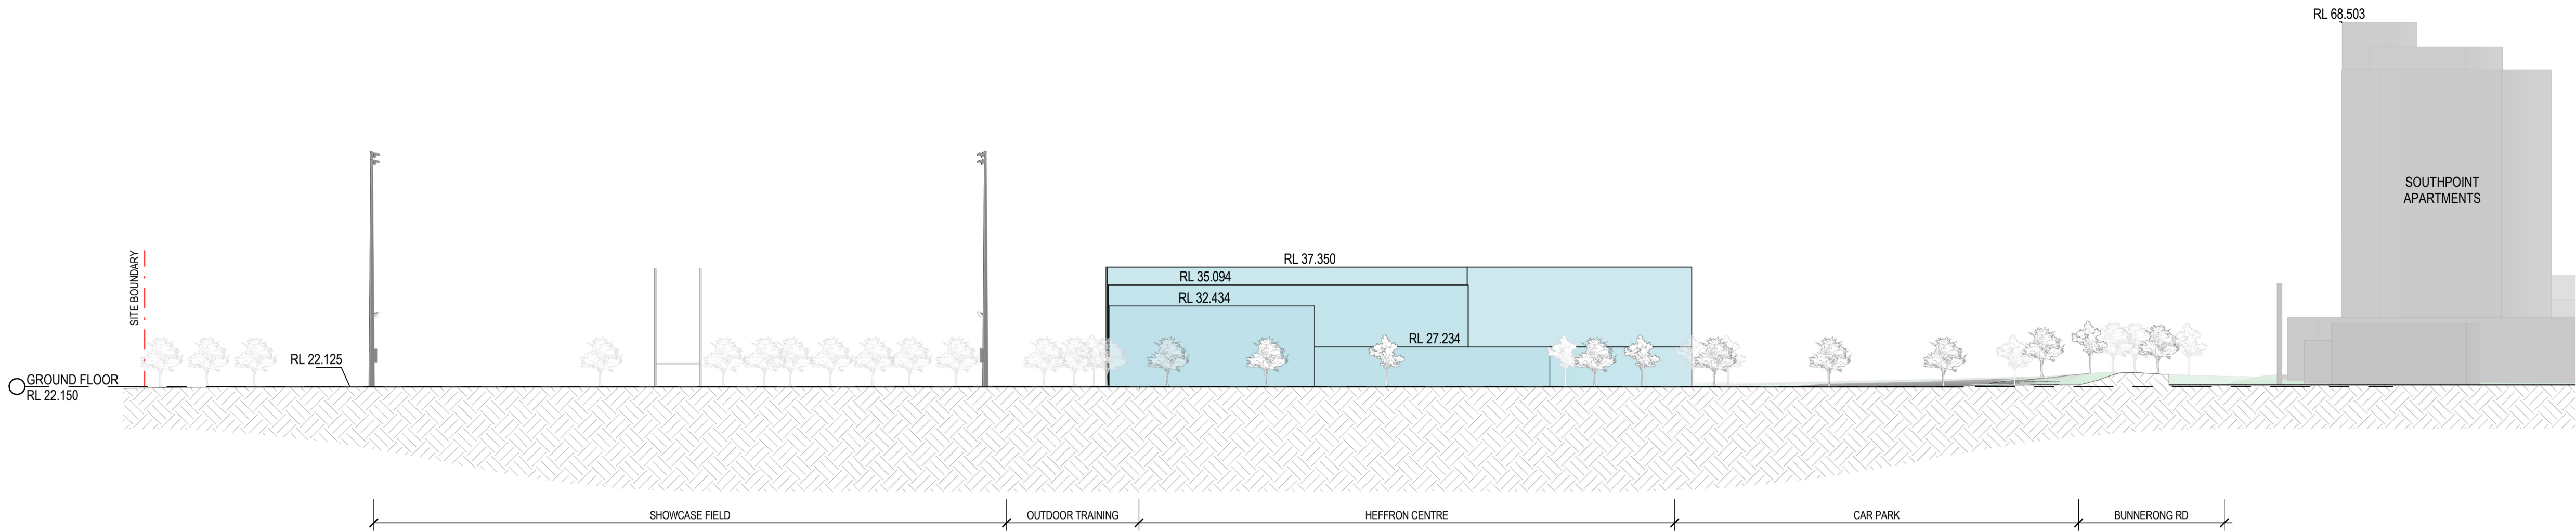 RL 68.503
SOUTHPOINT
APARTMENTS
SITE BOUNDARY
RL 37.350
RL 35.094
RL 32.434
RL 27.234
RL 22.125
GROUND FLOOR
RL 22.150
SHOWCASE FIELD
OUTDOOR TRAINING
HEFFRON CENTRE
CAR PARK
BUNNERONG RD